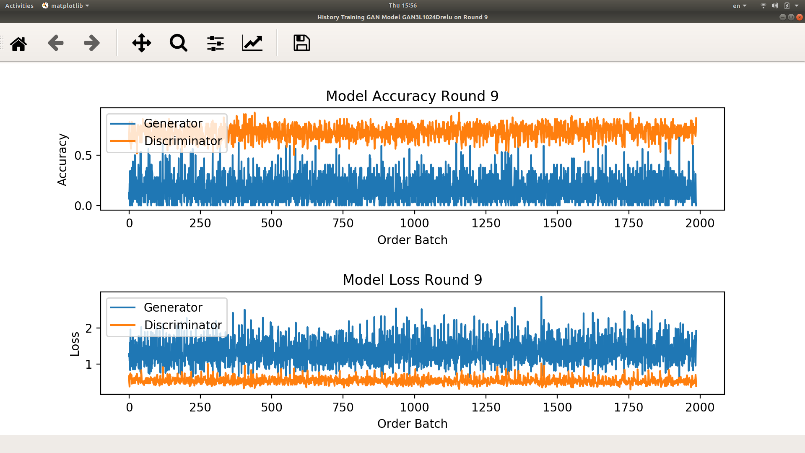 Activities matplotlib Thu 15:56 en
History Training GAN Model GAN3L1024Drelu on Round 9
Model Accuracy Round 9
Generator
Discriminator
Accuracy
0.5
0.0
0 250 500 750 1000 1250 1500 1750 2000
Order Batch
Model Loss Round 9
Generator
Discriminator
Loss
2
1
0 250 500 750 1000 1250 1500 1750 2000
Order Batch